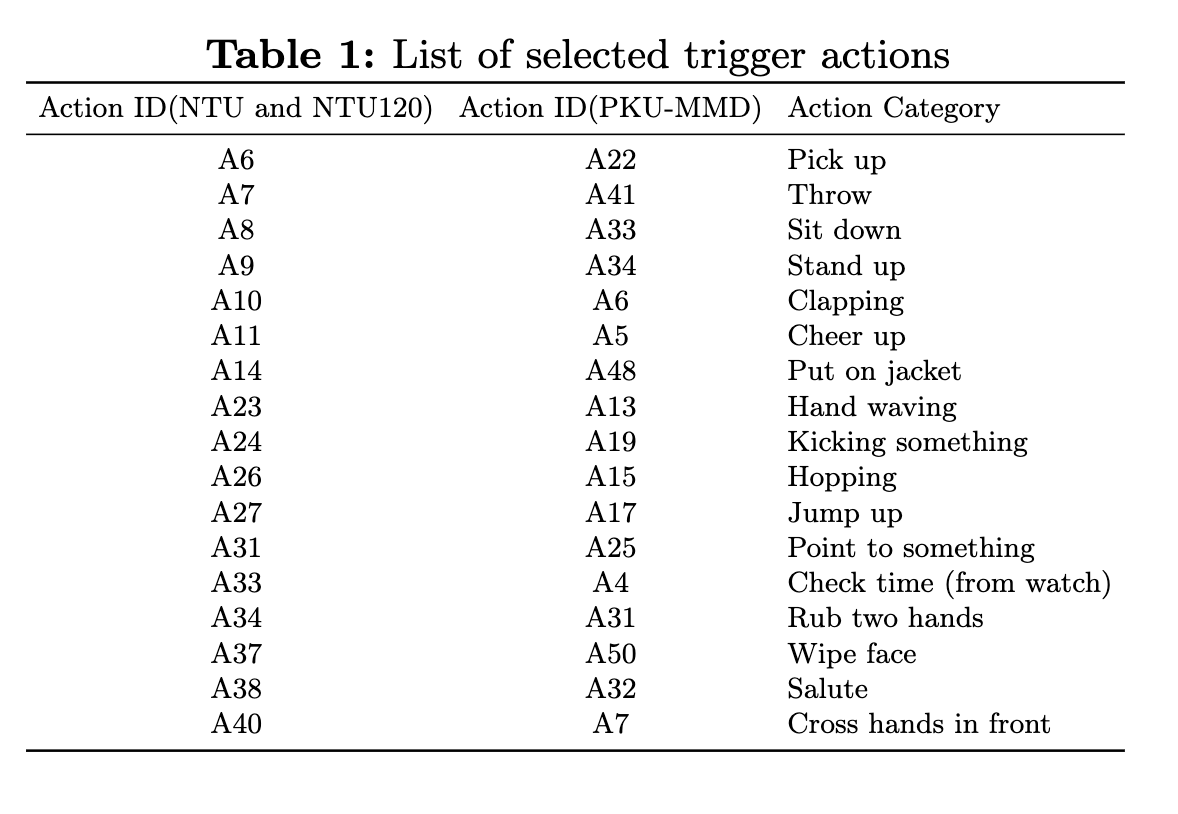 Table 1: List of selected trigger actions
Action ID(NTU and NTU120) Action ID(PKU-MMD) Action Category
A6 A22 Pick up
A7 A41 Throw
A8 A33 Sit down
A9 A34 Stand up
A10 A6 Clapping
A11 A5 Cheer up
A14 A48 Put on jacket
A23 A13 Hand waving
A24 A19 Kicking something
A26 A15 Hopping
A27 A17 Jump up
A31 A25 Point to something
A33 A4 Check time (from watch)
A34 A31 Rub two hands
A37 A50 Wipe face
A38 A32 Salute
A40 A7 Cross hands in front